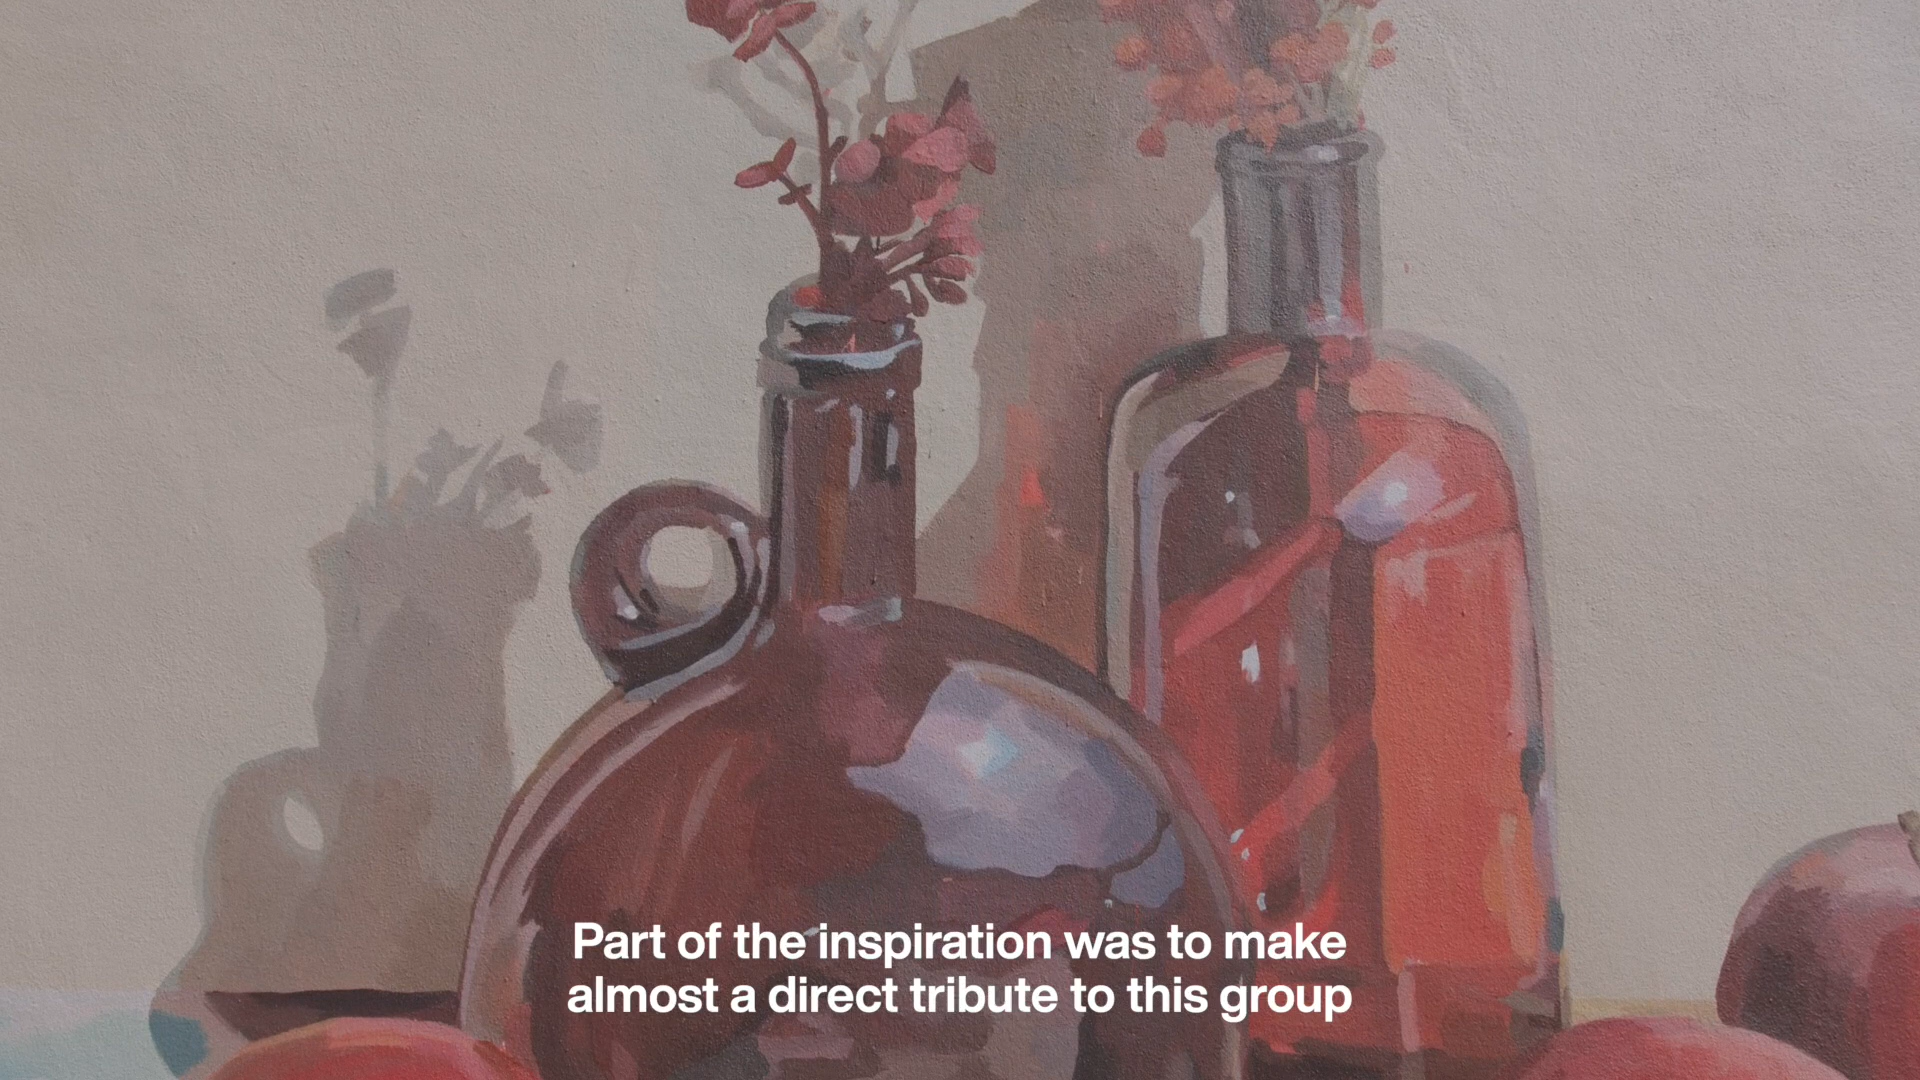 Part of the inspiration was to make
almost a direct tribute to this group